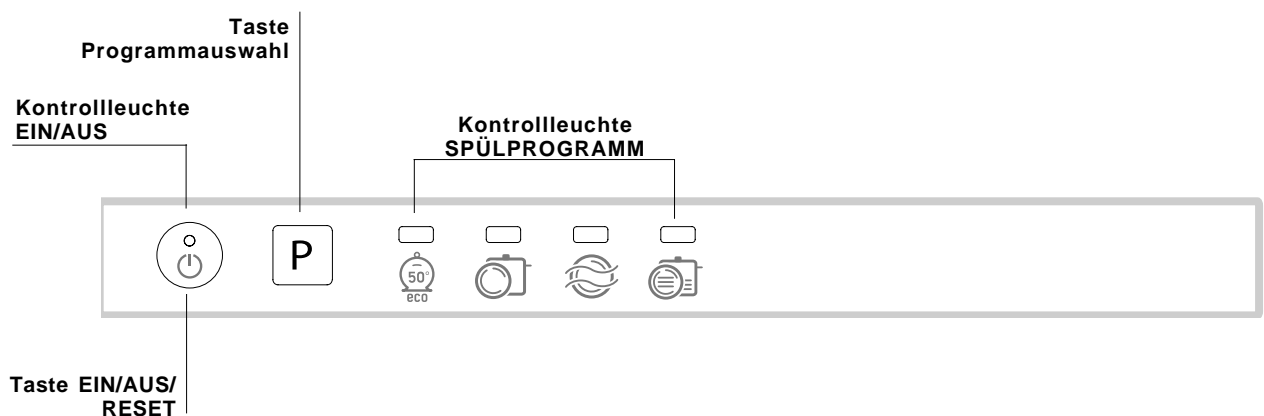 Taste
Programmauswahl
Kontrollleuchte
EIN/AUS
Kontrollleuchte
SPÜLPROGRAMM
P
50°
eco
Taste EIN/AUS/
RESET